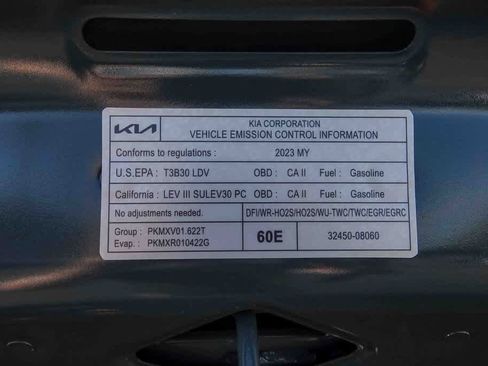 KIA
KIA CORPORATION
VEHICLE EMISSION CONTROL INFORMATION
Conforms to regulations : 2023 MY
U.S.EPA : T3B30 LDV OBD : CA II Fuel : Gasoline
California : LEV III SULEV30 PC OBD : CA II Fuel : Gasoline
No adjustments needed. DFI/WR-HO2S/HO2S/WU-TWC/TWC/EGR/EGRC
Group : PKMXV01.622T
Evap. : PKMXR010422G
60E
32450-08060